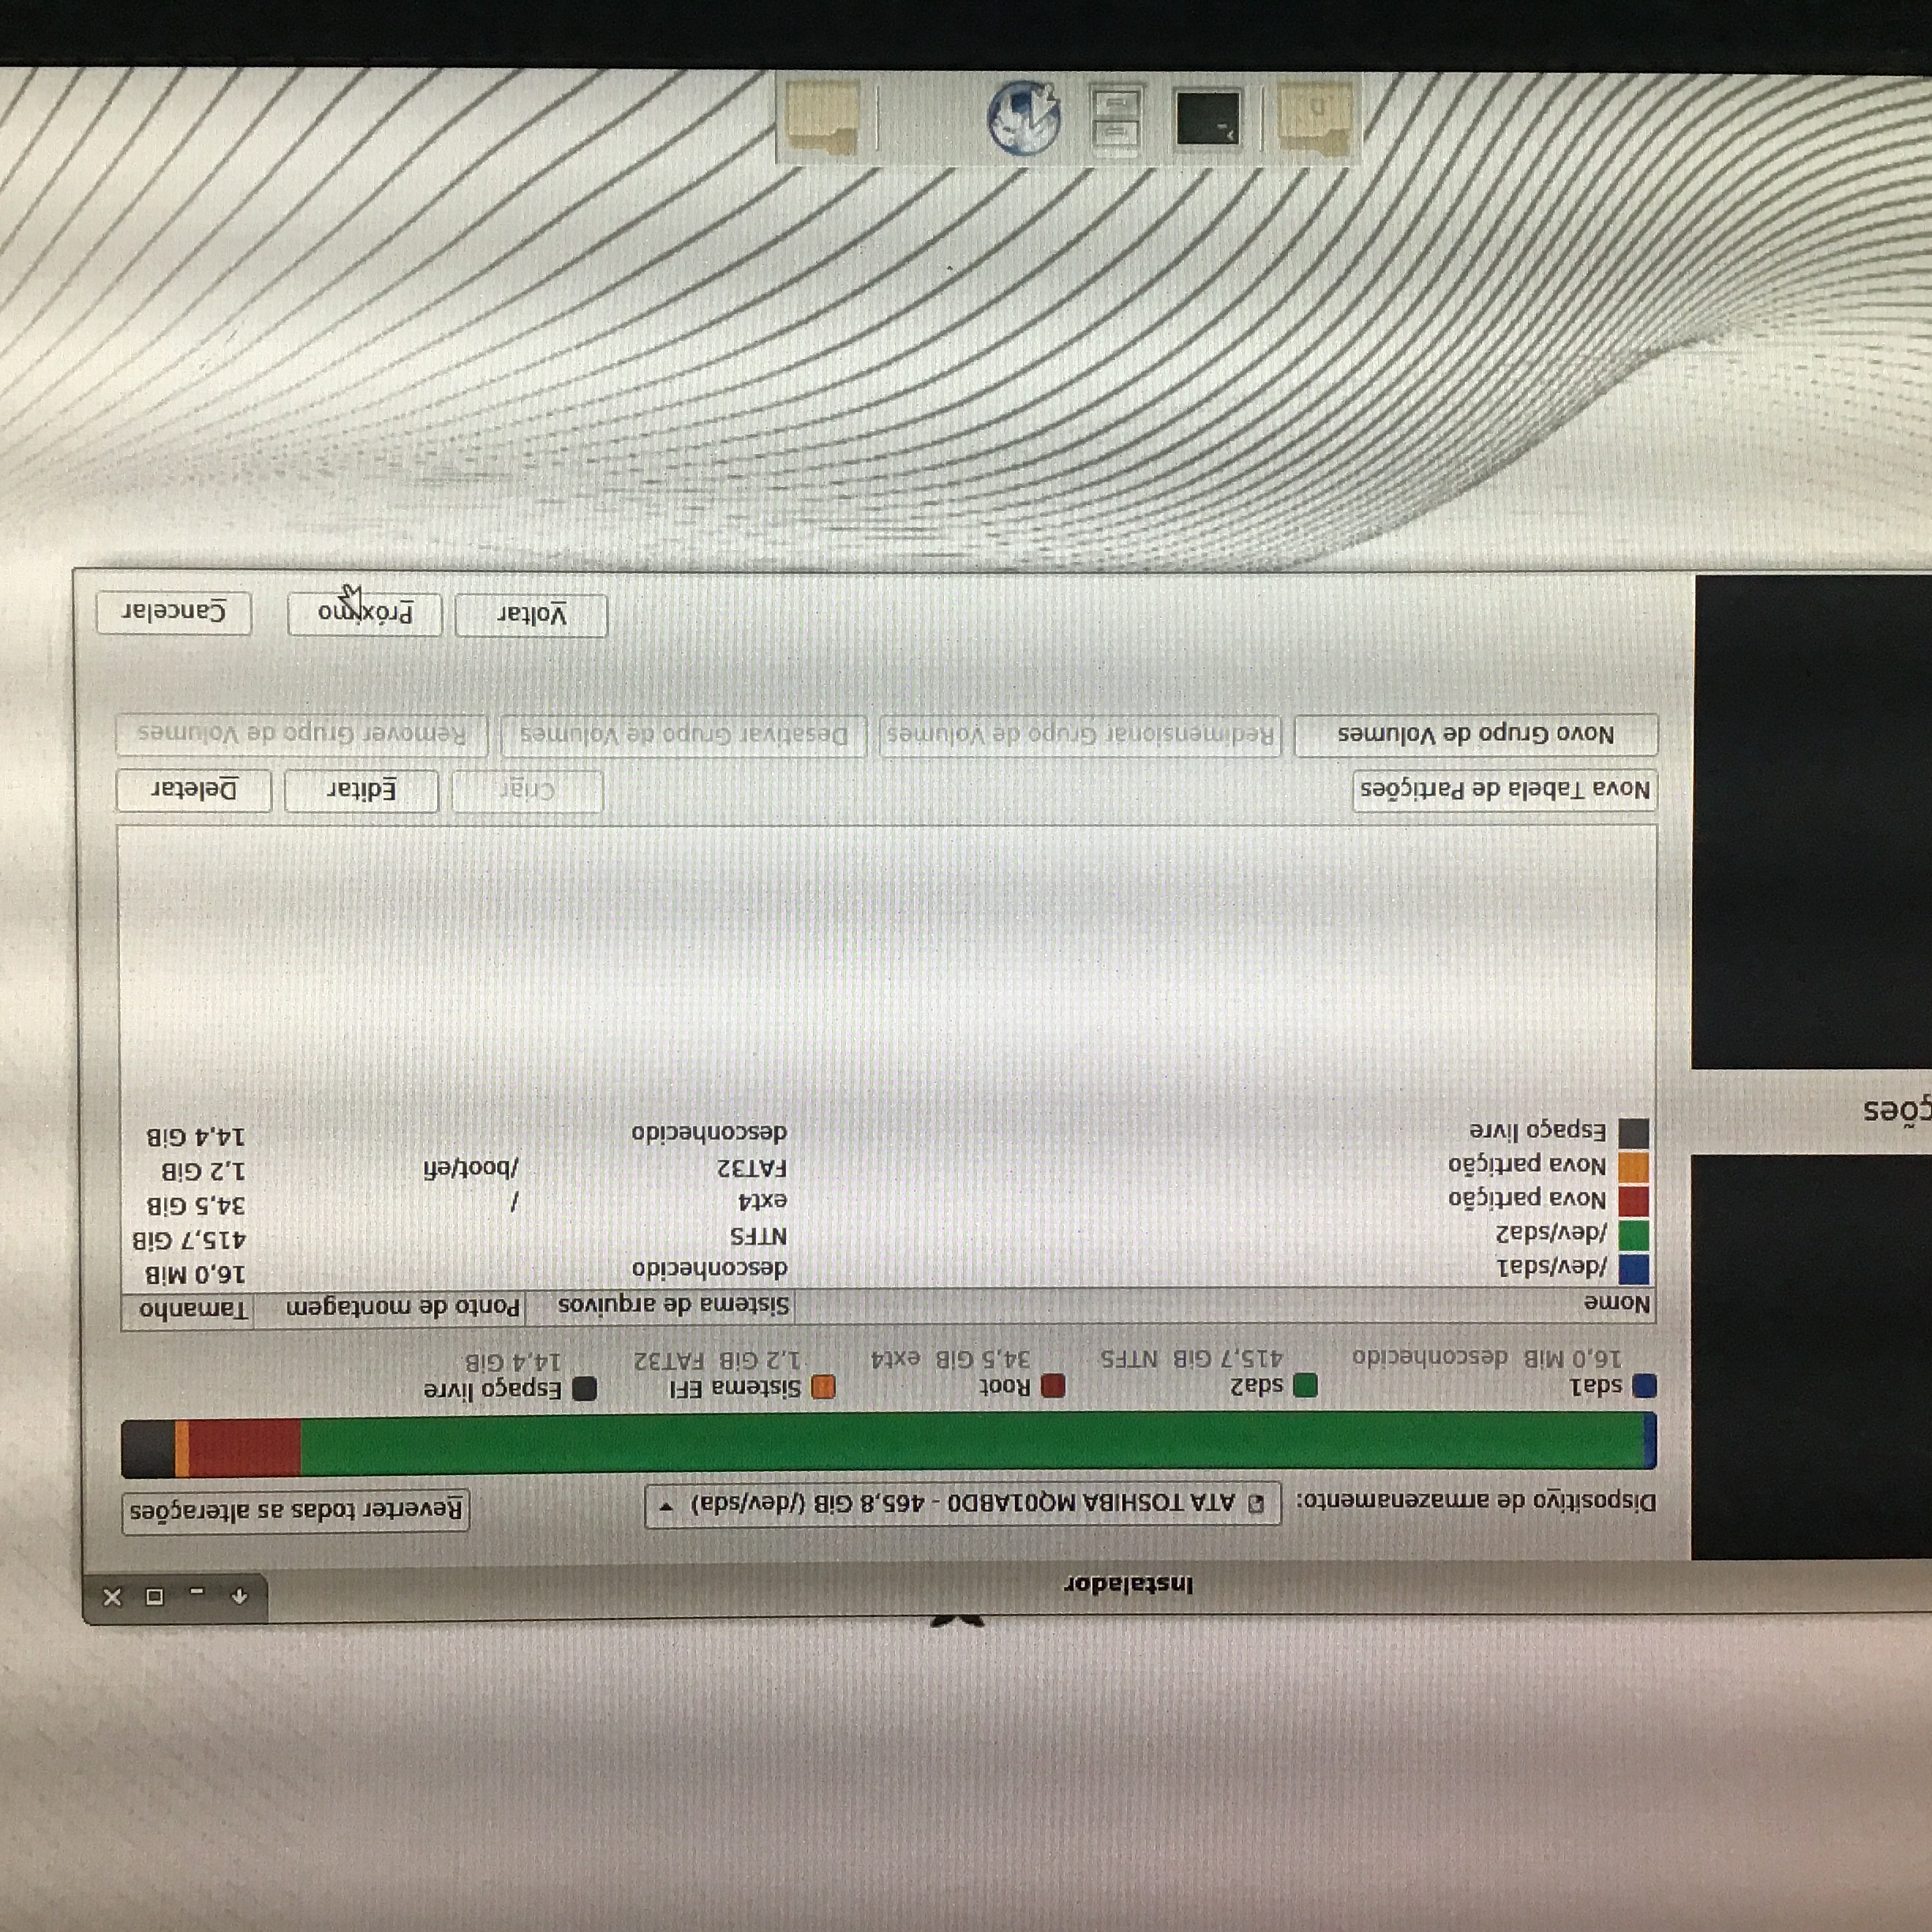 Instalador
Dispositivo de armazenamento: ATA TOSHIBA MQ01ABD0 - 465,8 GiB (/dev/sda) Reverter todas as alterações
sda1 sda2 Root Sistema EFI Espaço livre
16,0 MiB desconhecido 415,7 GiB NTFS 34,5 GiB ext4 1,2 GiB FAT32 14,4 GiB
Nome Sistema de arquivos Ponto de montagem Tamanho
/dev/sda1 desconhecido 16,0 MiB
/dev/sda2 NTFS 415,7 GiB
Nova partição ext4 / 34,5 GiB
Nova partição FAT32 /boot/efi 1,2 GiB
Espaço livre desconhecido 14,4 GiB
ções
Nova Tabela de Partições Criar Editar Deletar
Novo Grupo de Volumes Redimensionar Grupo de Volumes Desativar Grupo de Volumes Remover Grupo de Volumes
Voltar Próximo Cancelar